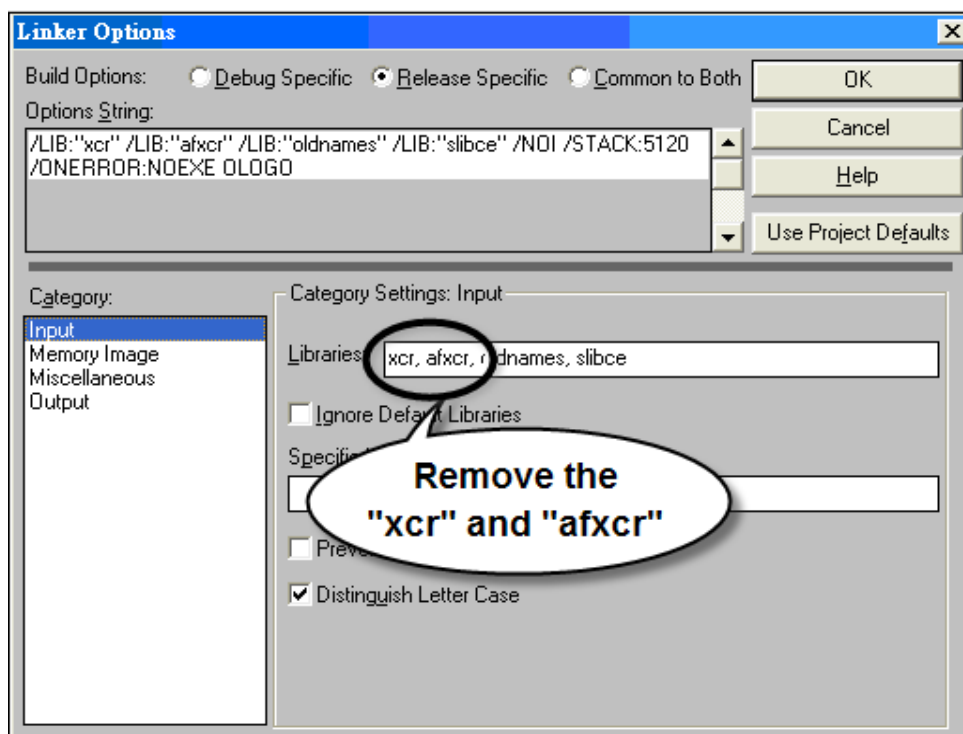 Linker Options
Build Options: Debug Specific Release Specific Common to Both
OK
Options String:
Cancel
/LIB:"xcr" /LIB:"afxcr" /LIB:"oldnames" /LIB:"slibce" /NOI /STACK:5120
/ONERROR:NOEXE OLOGO
Help
Use Project Defaults
Category:
Input
Memory Image
Miscellaneous
Output
Category Settings: Input
Libraries
xcr, afxcr, dnames, slibce
Ignore Default Libraries
Remove the
"xcr" and "afxcr"
Distinguish Letter Case